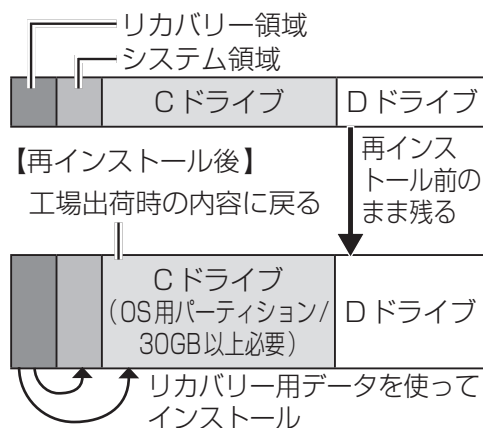 リカバリー領域
システム領域
Cドライブ
Dドライブ
【再インストール後】
工場出荷時の内容に戻る
再インス
トール前の
まま残る
Cドライブ
(OS用パーティション/
30GB以上必要)
Dドライブ
リカバリー用データを使って
インストール